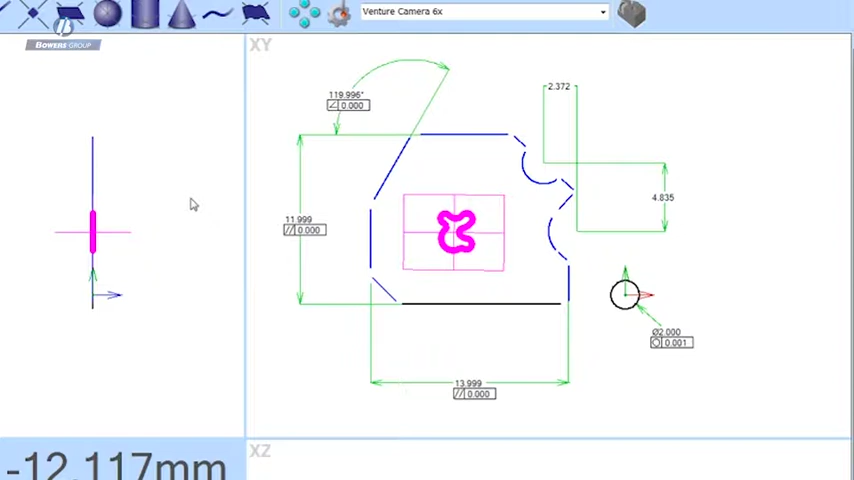 Venture Camera 6x
BOWERS GROUP
XY
119.996°
∠ 0.000
2.372
4.835
11.999
// 0.000
Ø2.000
○ 0.001
13.999
// 0.000
-12.117mm
XZ